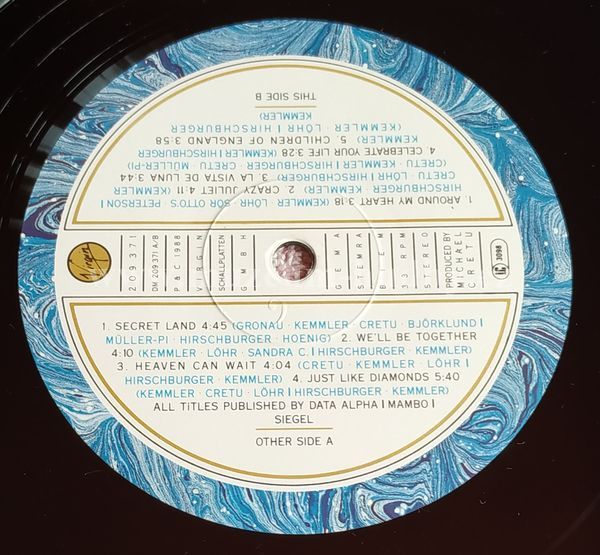 1. AROUND MY HEART 3:18 (KEMMLER · LÖHR · BOB OTTO'S · PETERSON |
HIRSCHBURGER · KEMMLER) 2. CRAZY JULIET 4:11 (KEMMLER
CRETU · LÖHR | HIRSCHBURGER) 3. LA VISTA DE LUNA 3:44
(CRETU · KEMMLER | HIRSCHBURGER · CRETU · MÜLLER-PI)
4 CELEBRATE YOUR LIFE 3:28 (KEMMLER | HIRSCHBURGER
KEMMLER) 5. CHILDREN OF ENGLAND 3:58
(KEMMLER · LÖHR | HIRSCHBURGER
KEMMLER)
THIS SIDE B
Virgin
209 371
DM 209 371 A/B
P & C 1988
VIRGIN
SCHALLPLATTEN
GMBH
GEMA
STEMRA
BIEM
33 RPM
STEREO
PRODUCED BY
MICHAEL
CRETU
LC 3098
1. SECRET LAND 4:45 (GRONAU · KEMMLER · CRETU · BJÖRKLUND |
MÜLLER-PI · HIRSCHBURGER · HOENIG) 2. WE'LL BE TOGETHER
4:10 (KEMMLER · LÖHR · SANDRA C. | HIRSCHBURGER · KEMMLER)
3. HEAVEN CAN WAIT 4:04 (CRETU · KEMMLER · LÖHR |
HIRSCHBURGER · KEMMLER) 4. JUST LIKE DIAMONDS 5:40
(KEMMLER · CRETU · LÖHR | HIRSCHBURGER · KEMMLER)
ALL TITLES PUBLISHED BY DATA ALPHA | MAMBO |
SIEGEL
OTHER SIDE A